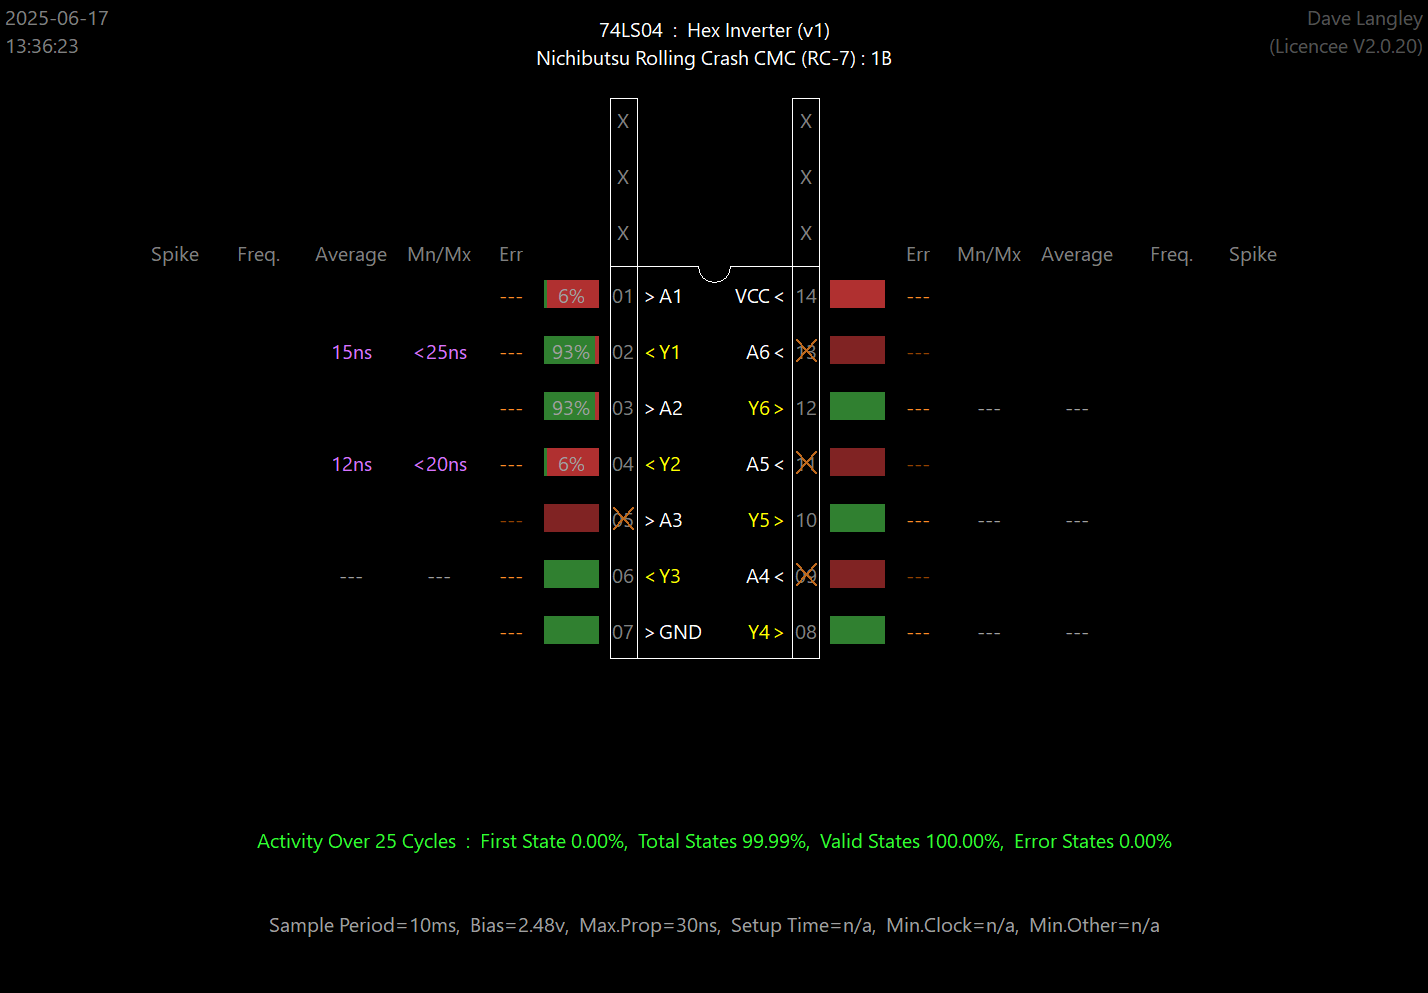 2025-06-17
13:36:23
74LS04 : Hex Inverter (v1)
Nichibutsu Rolling Crash CMC (RC-7) : 1B
Dave Langley
(Licencee V2.0.20)
X X
X X
X X
Spike Freq. Average Mn/Mx Err Err Mn/Mx Average Freq. Spike
--- 6% 01 > A1 VCC < 14 ---
15ns <25ns --- 93% 02 < Y1 A6 < 13 ---
--- 93% 03 > A2 Y6 > 12 --- --- ---
12ns <20ns --- 6% 04 < Y2 A5 < 11 ---
--- 05 > A3 Y5 > 10 --- --- ---
--- --- --- 06 < Y3 A4 < 09 ---
--- 07 > GND Y4 > 08 --- --- ---
Activity Over 25 Cycles : First State 0.00%, Total States 99.99%, Valid States 100.00%, Error States 0.00%
Sample Period=10ms, Bias=2.48v, Max.Prop=30ns, Setup Time=n/a, Min.Clock=n/a, Min.Other=n/a